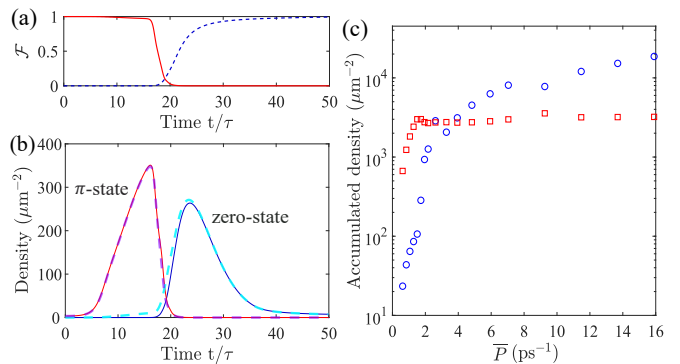 (a)
1
0.5
0
ℱ
0 10 20 30 40 50
Time t/τ
(b)
400
300
200
100
0
Density (μm⁻²)
π-state
zero-state
0 10 20 30 40 50
Time t/τ
(c)
10⁴
10³
10²
10¹
Accumulated density (μm⁻²)
0 2 4 6 8 10 12 14 16
P̅ (ps⁻¹)